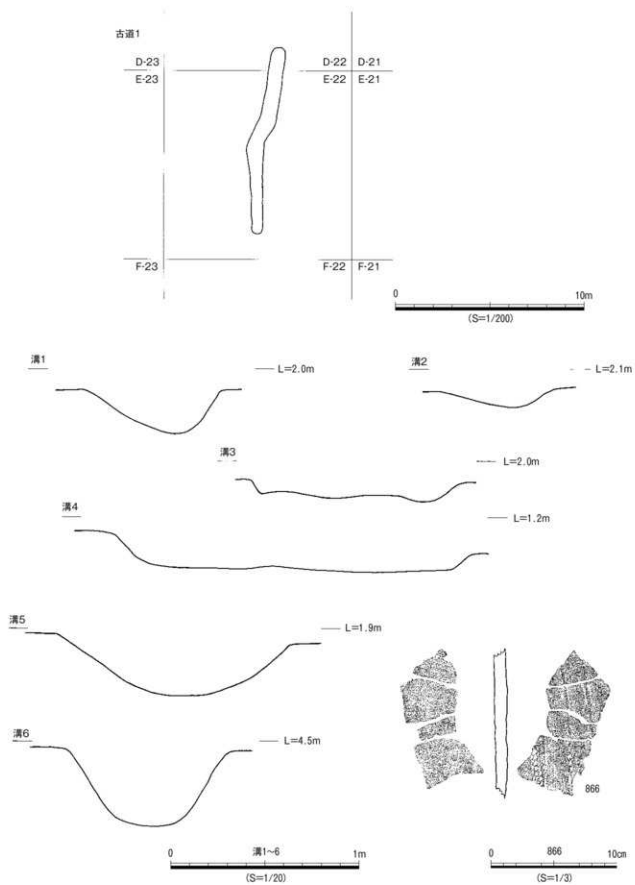 古道1
D-23 D-22 D-21
E-23 E-22 E-21
F-23 F-22 F-21
0 10m
(S=1/200)
溝1 L=2.0m
溝2 L=2.1m
溝3 L=2.0m
溝4 L=1.2m
溝5 L=1.9m
溝6 L=4.5m
866
0 溝1~6 1m
(S=1/20)
0 866 10cm
(S=1/3)